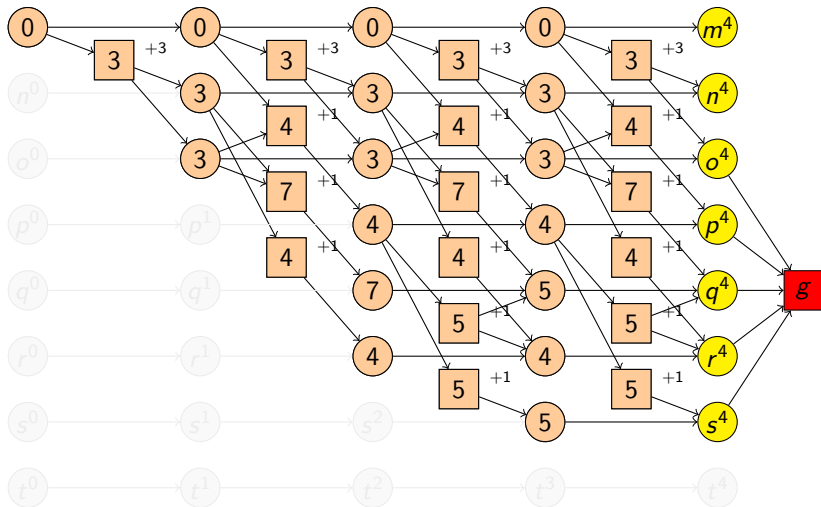 0 0 0 0 m⁴
3 +3 3 +3 3 +3 3 +3
n⁰ 3 3 3 n⁴
4 +1 4 +1 4 +1
o⁰ 3 3 3 o⁴
7 +1 7 +1 7 +1
p⁰ p¹ 4 4 p⁴
4 +1 4 +1 4 +1
q⁰ q¹ 7 5 q⁴ g
5 +1 5 +1
r⁰ r¹ 4 4 r⁴
5 +1 5 +1
s⁰ s¹ s² 5 s⁴
t⁰ t¹ t² t³ t⁴